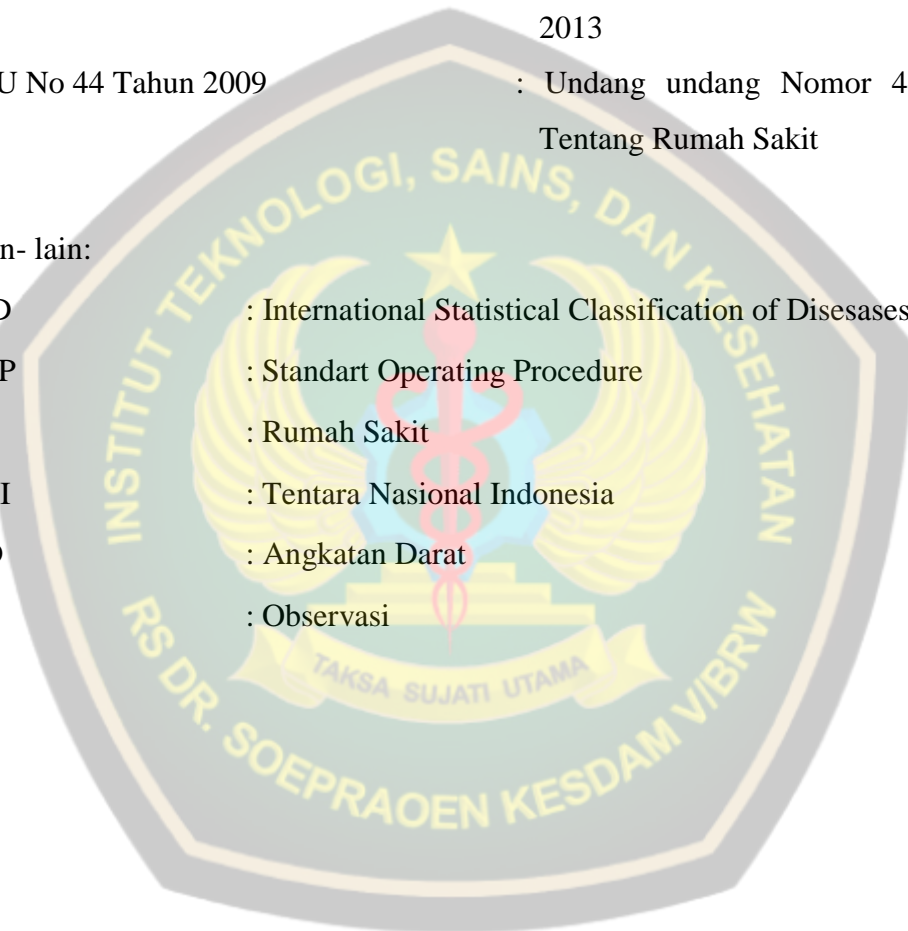 2013
U No 44 Tahun 2009 : Undang undang Nomor 4
Tentang Rumah Sakit
n- lain:
D : International Statistical Classification of Disesases
P : Standart Operating Procedure
: Rumah Sakit
I : Tentara Nasional Indonesia
: Angkatan Darat
: Observasi
INSTITUT TEKNOLOGI, SAINS, DAN KESEHATAN
TAKSA SUJATI UTAMA
RS DR. SOEPRAOEN KESDAM V/BRW